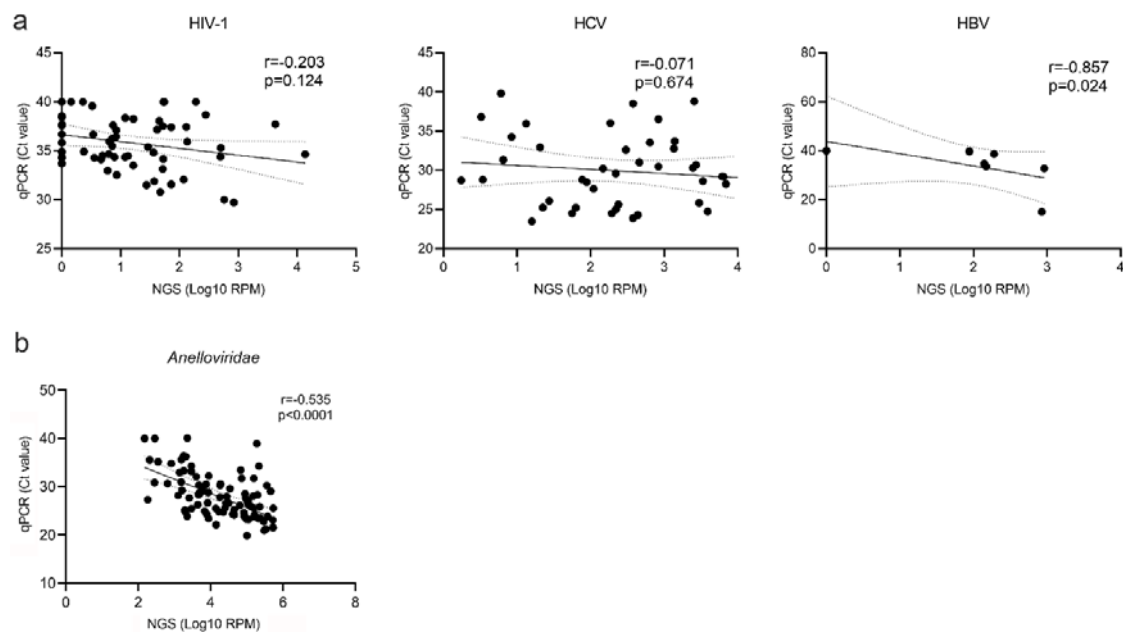 a
HIV-1
r=-0.203
p=0.124
45
40
35
30
25
qPCR (Ct value)
0 1 2 3 4 5
NGS (Log10 RPM)
HCV
r=-0.071
p=0.674
45
40
35
30
25
20
qPCR (Ct value)
0 1 2 3 4
NGS (Log10 RPM)
HBV
r=-0.857
p=0.024
80
60
40
20
0
qPCR (Ct value)
0 1 2 3 4
NGS (Log10 RPM)
b
Anelloviridae
r=-0.535
p<0.0001
50
40
30
20
10
qPCR (Ct value)
0 2 4 6 8
NGS (Log10 RPM)